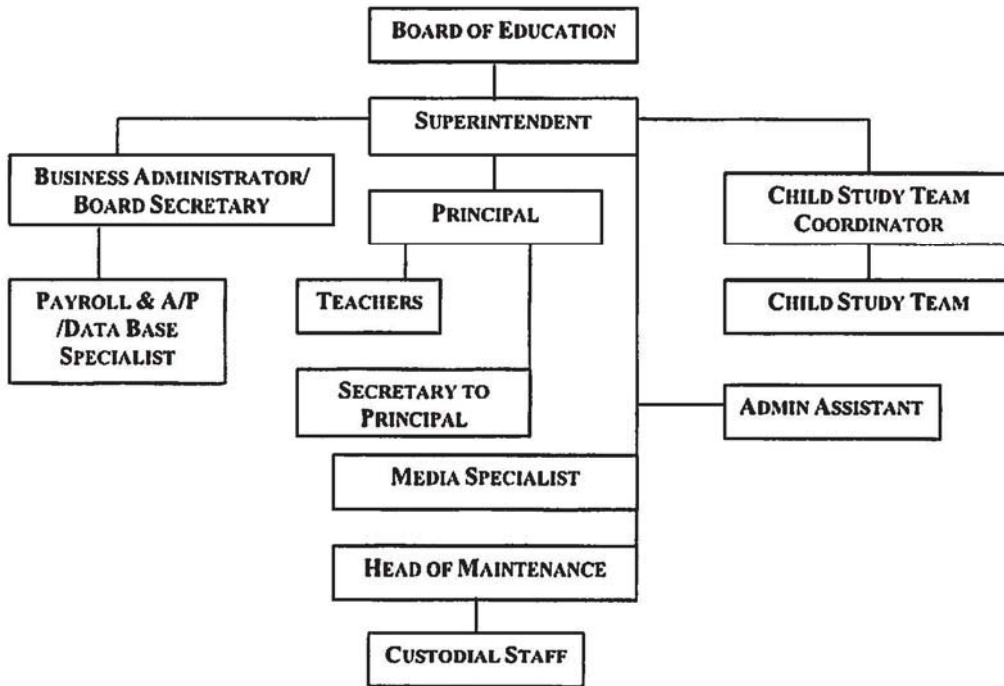 BOARD OF EDUCATION
SUPERINTENDENT
BUSINESS ADMINISTRATOR/
BOARD SECRETARY
PRINCIPAL
CHILD STUDY TEAM
COORDINATOR
PAYROLL & A/P
/DATA BASE
SPECIALIST
TEACHERS
CHILD STUDY TEAM
SECRETARY TO
PRINCIPAL
ADMIN ASSISTANT
MEDIA SPECIALIST
HEAD OF MAINTENANCE
CUSTODIAL STAFF